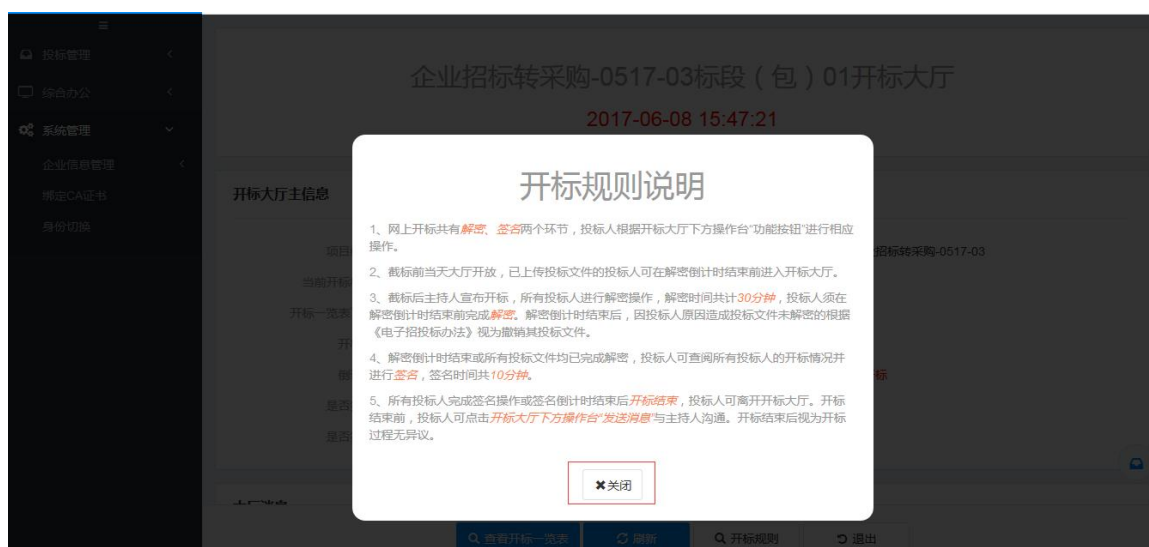 投标管理
企业招标转采购-0517-03标段（包）01开标大厅
综合办公
2017-06-08 15:47:21
系统管理
企业信息管理
绑定CA证书
身份切换
开标大厅主信息
项目
招标转采购-0517-03
当前开标
开标一览表
开
倒
标
是否
是否
开标规则说明
1、网上开标共有解密、签名两个环节，投标人根据开标大厅下方操作台“功能按钮”进行相应
操作。
2、截标前当天大厅开放，已上传投标文件的投标人可在解密倒计时结束前进入开标大厅。
3、截标后主持人宣布开标，所有投标人进行解密操作，解密时间共计30分钟，投标人须在
解密倒计时结束前完成解密。解密倒计时结束后，因投标人原因造成投标文件未解密的根据
《电子招投标办法》视为撤销其投标文件。
4、解密倒计时结束或所有投标文件均已完成解密，投标人可查阅所有投标人的开标情况并
进行签名，签名时间共10分钟。
5、所有投标人完成签名操作或签名倒计时结束后开标结束，投标人可离开开标大厅。开标
结束前，投标人可点击开标大厅下方操作台“发送消息”与主持人沟通。开标结束后视为开标
过程无异议。
关闭
查看开标一览表
刷新
开标规则
退出